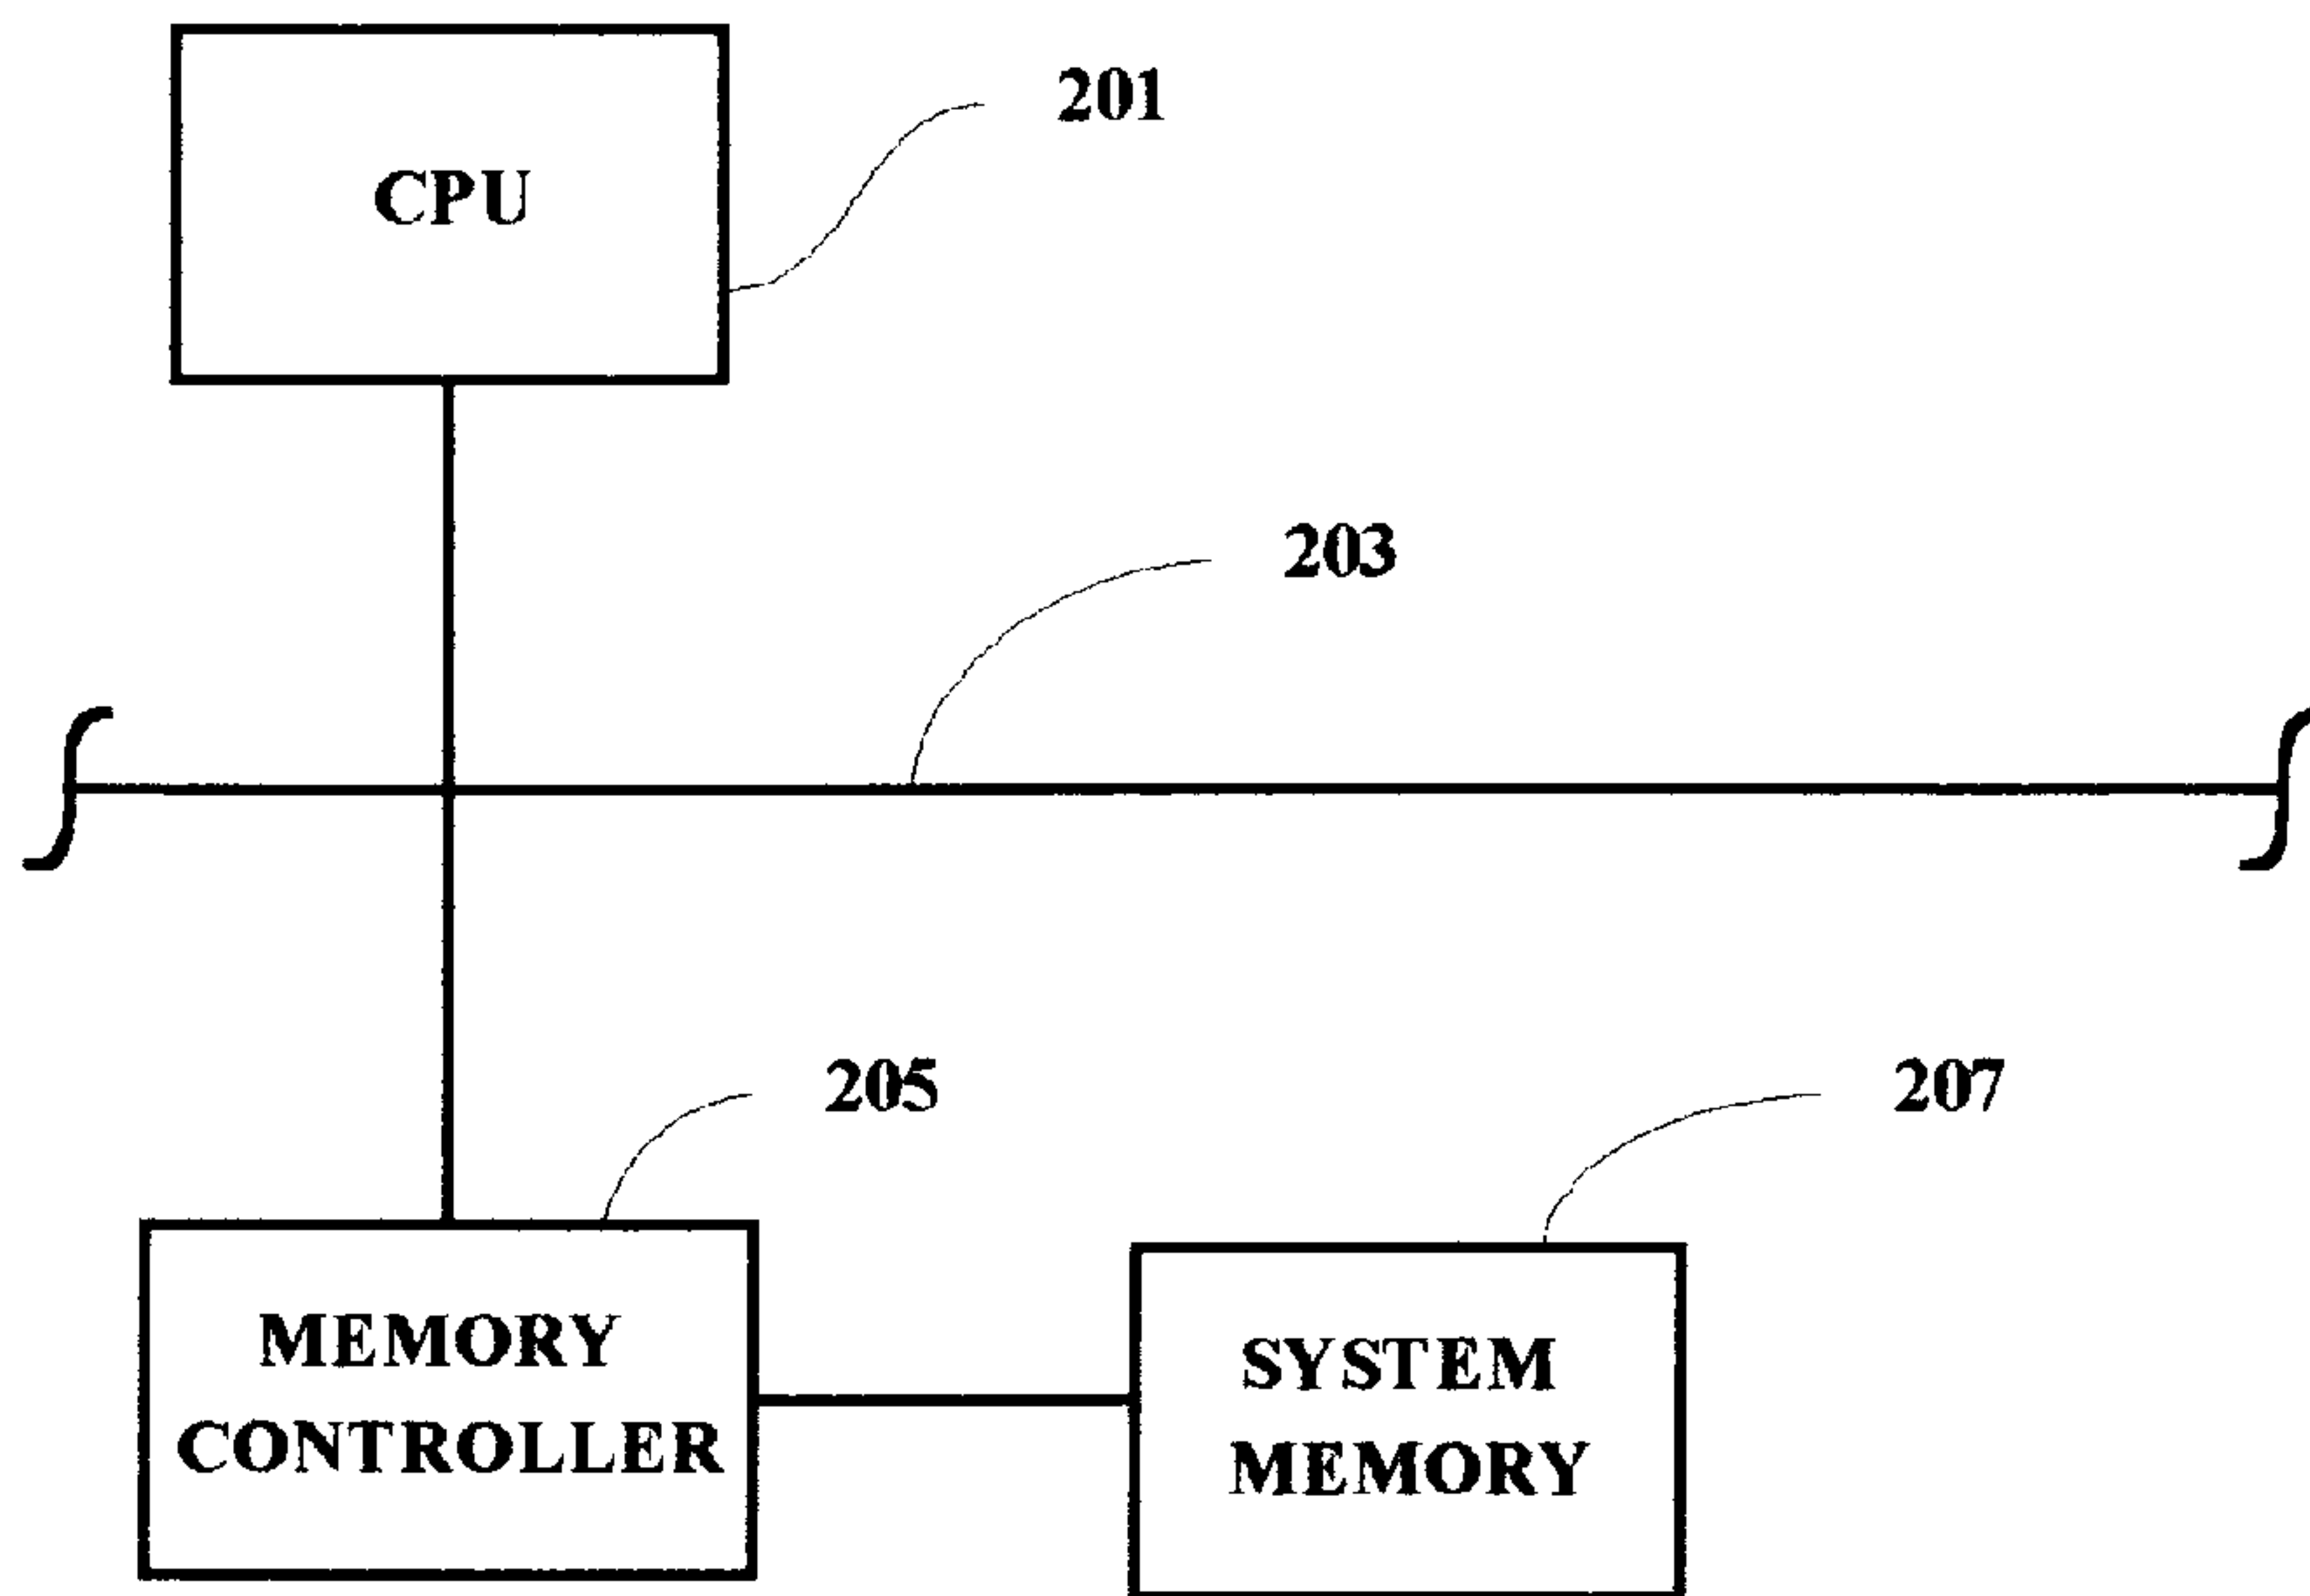 201
CPU
203
205
207
MEMORY
CONTROLLER
SYSTEM
MEMORY